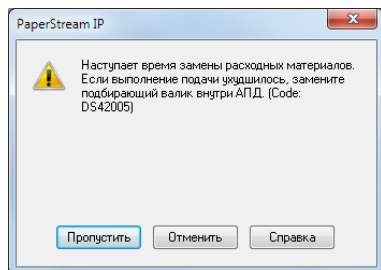 PaperStream IP
Наступает время замены расходных материалов.
Если выполнение подачи ухудшилось, замените
подбирающий валик внутри АПД. (Code:
DS42005)
Пропустить Отменить Справка